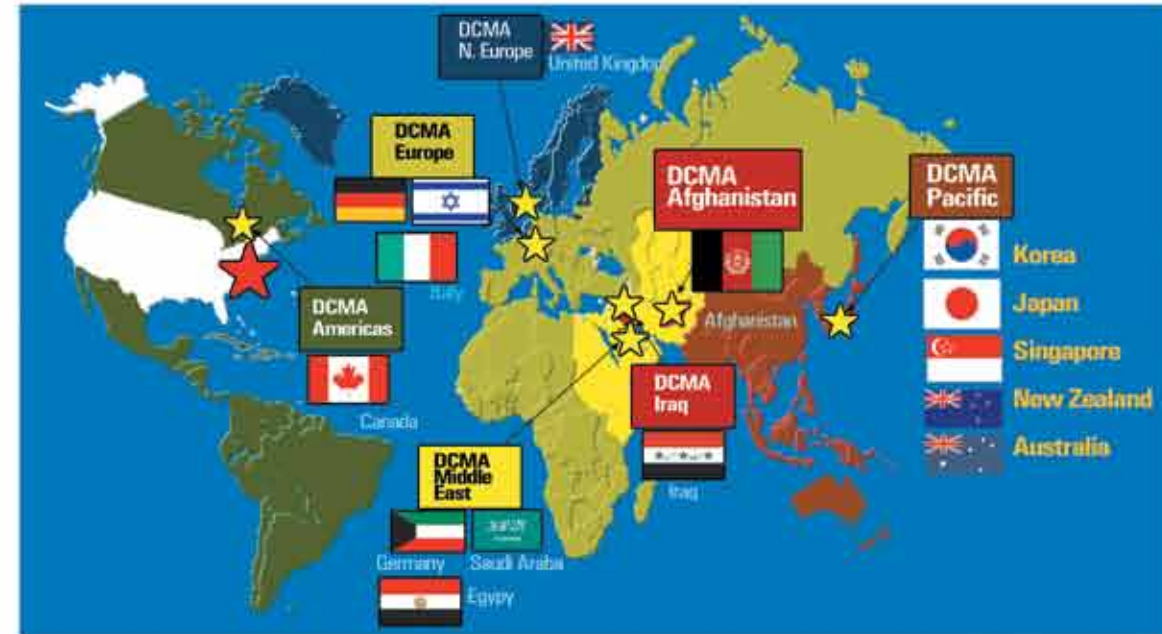 DCMA
N. Europe
United Kingdom
DCMA
Europe
Italy
DCMA
Afghanistan
Afghanistan
DCMA
Pacific
Korea
Japan
Singapore
New Zealand
Australia
DCMA
Americas
Canada
DCMA
Iraq
Iraq
DCMA
Middle
East
Germany Saudi Arabia
Egypy